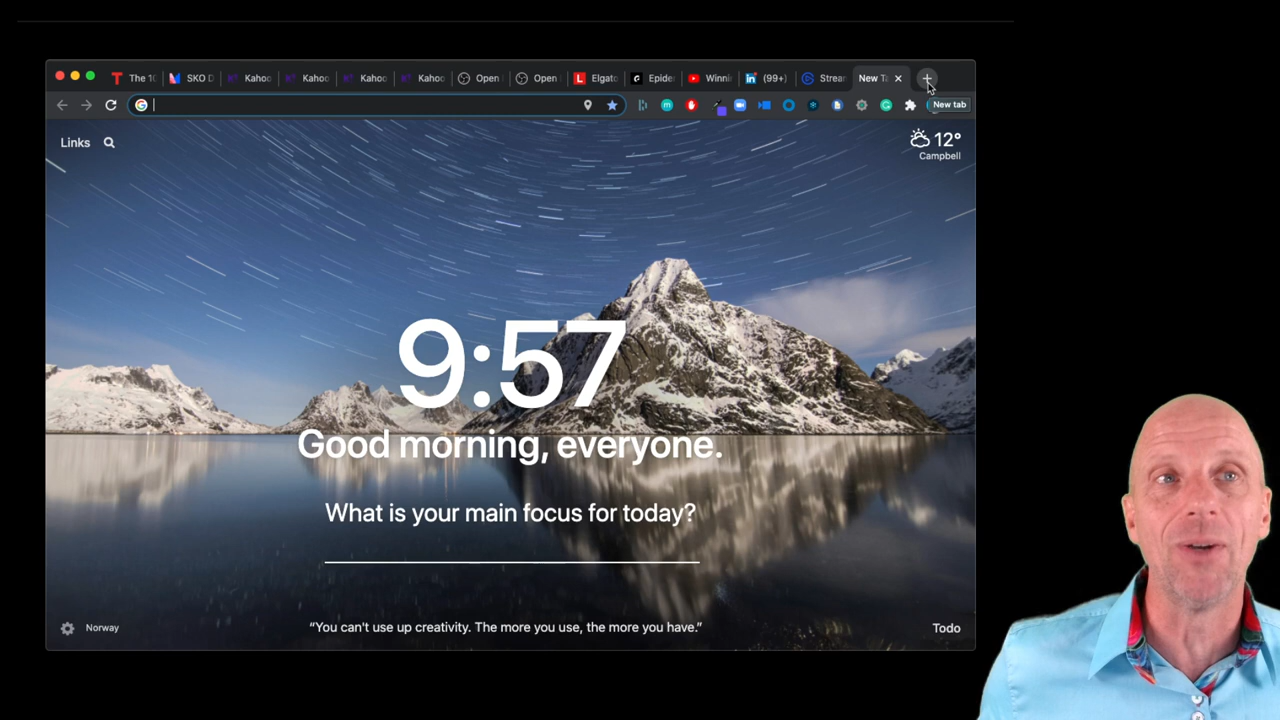 The 10
SKO D
Kahoo
Kahoo
Kahoo
Kahoo
Open
Open
Elgato
Epider
Winni
(99+)
Strear
New Ta
New tab
Links
12°
Campbell
9:57
Good morning, everyone.
What is your main focus for today?
Norway
"You can't use up creativity. The more you use, the more you have."
Todo